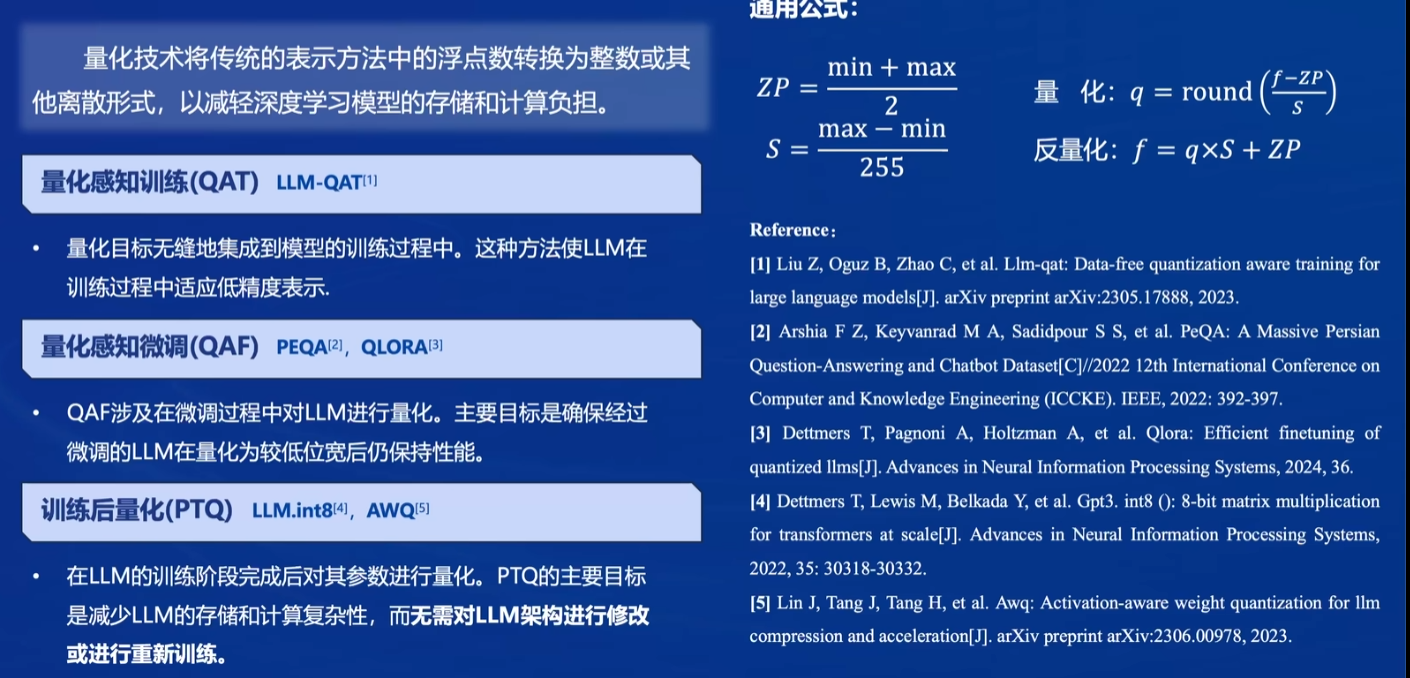 量化技术将传统的表示方法中的浮点数转换为整数或其
他离散形式，以减轻深度学习模型的存储和计算负担。
量化感知训练(QAT) LLM-QAT[1]
• 量化目标无缝地集成到模型的训练过程中。这种方法使LLM在
训练过程中适应低精度表示.
量化感知微调(QAF) PEQA[2]，QLORA[3]
• QAF涉及在微调过程中对LLM进行量化。主要目标是确保经过
微调的LLM在量化为较低位宽后仍保持性能。
训练后量化(PTQ) LLM.int8[4]，AWQ[5]
• 在LLM的训练阶段完成后对其参数进行量化。PTQ的主要目标
是减少LLM的存储和计算复杂性，而无需对LLM架构进行修改
或进行重新训练。
通用公式：
ZP = (min + max) / 2
S = (max − min) / 255
量 化：q = round((f−ZP)/S)
反量化：f = q×S + ZP
Reference：
[1] Liu Z, Oguz B, Zhao C, et al. Llm-qat: Data-free quantization aware training for
large language models[J]. arXiv preprint arXiv:2305.17888, 2023.
[2] Arshia F Z, Keyvanrad M A, Sadidpour S S, et al. PeQA: A Massive Persian
Question-Answering and Chatbot Dataset[C]//2022 12th International Conference on
Computer and Knowledge Engineering (ICCKE). IEEE, 2022: 392-397.
[3] Dettmers T, Pagnoni A, Holtzman A, et al. Qlora: Efficient finetuning of
quantized llms[J]. Advances in Neural Information Processing Systems, 2024, 36.
[4] Dettmers T, Lewis M, Belkada Y, et al. Gpt3. int8 (): 8-bit matrix multiplication
for transformers at scale[J]. Advances in Neural Information Processing Systems,
2022, 35: 30318-30332.
[5] Lin J, Tang J, Tang H, et al. Awq: Activation-aware weight quantization for llm
compression and acceleration[J]. arXiv preprint arXiv:2306.00978, 2023.